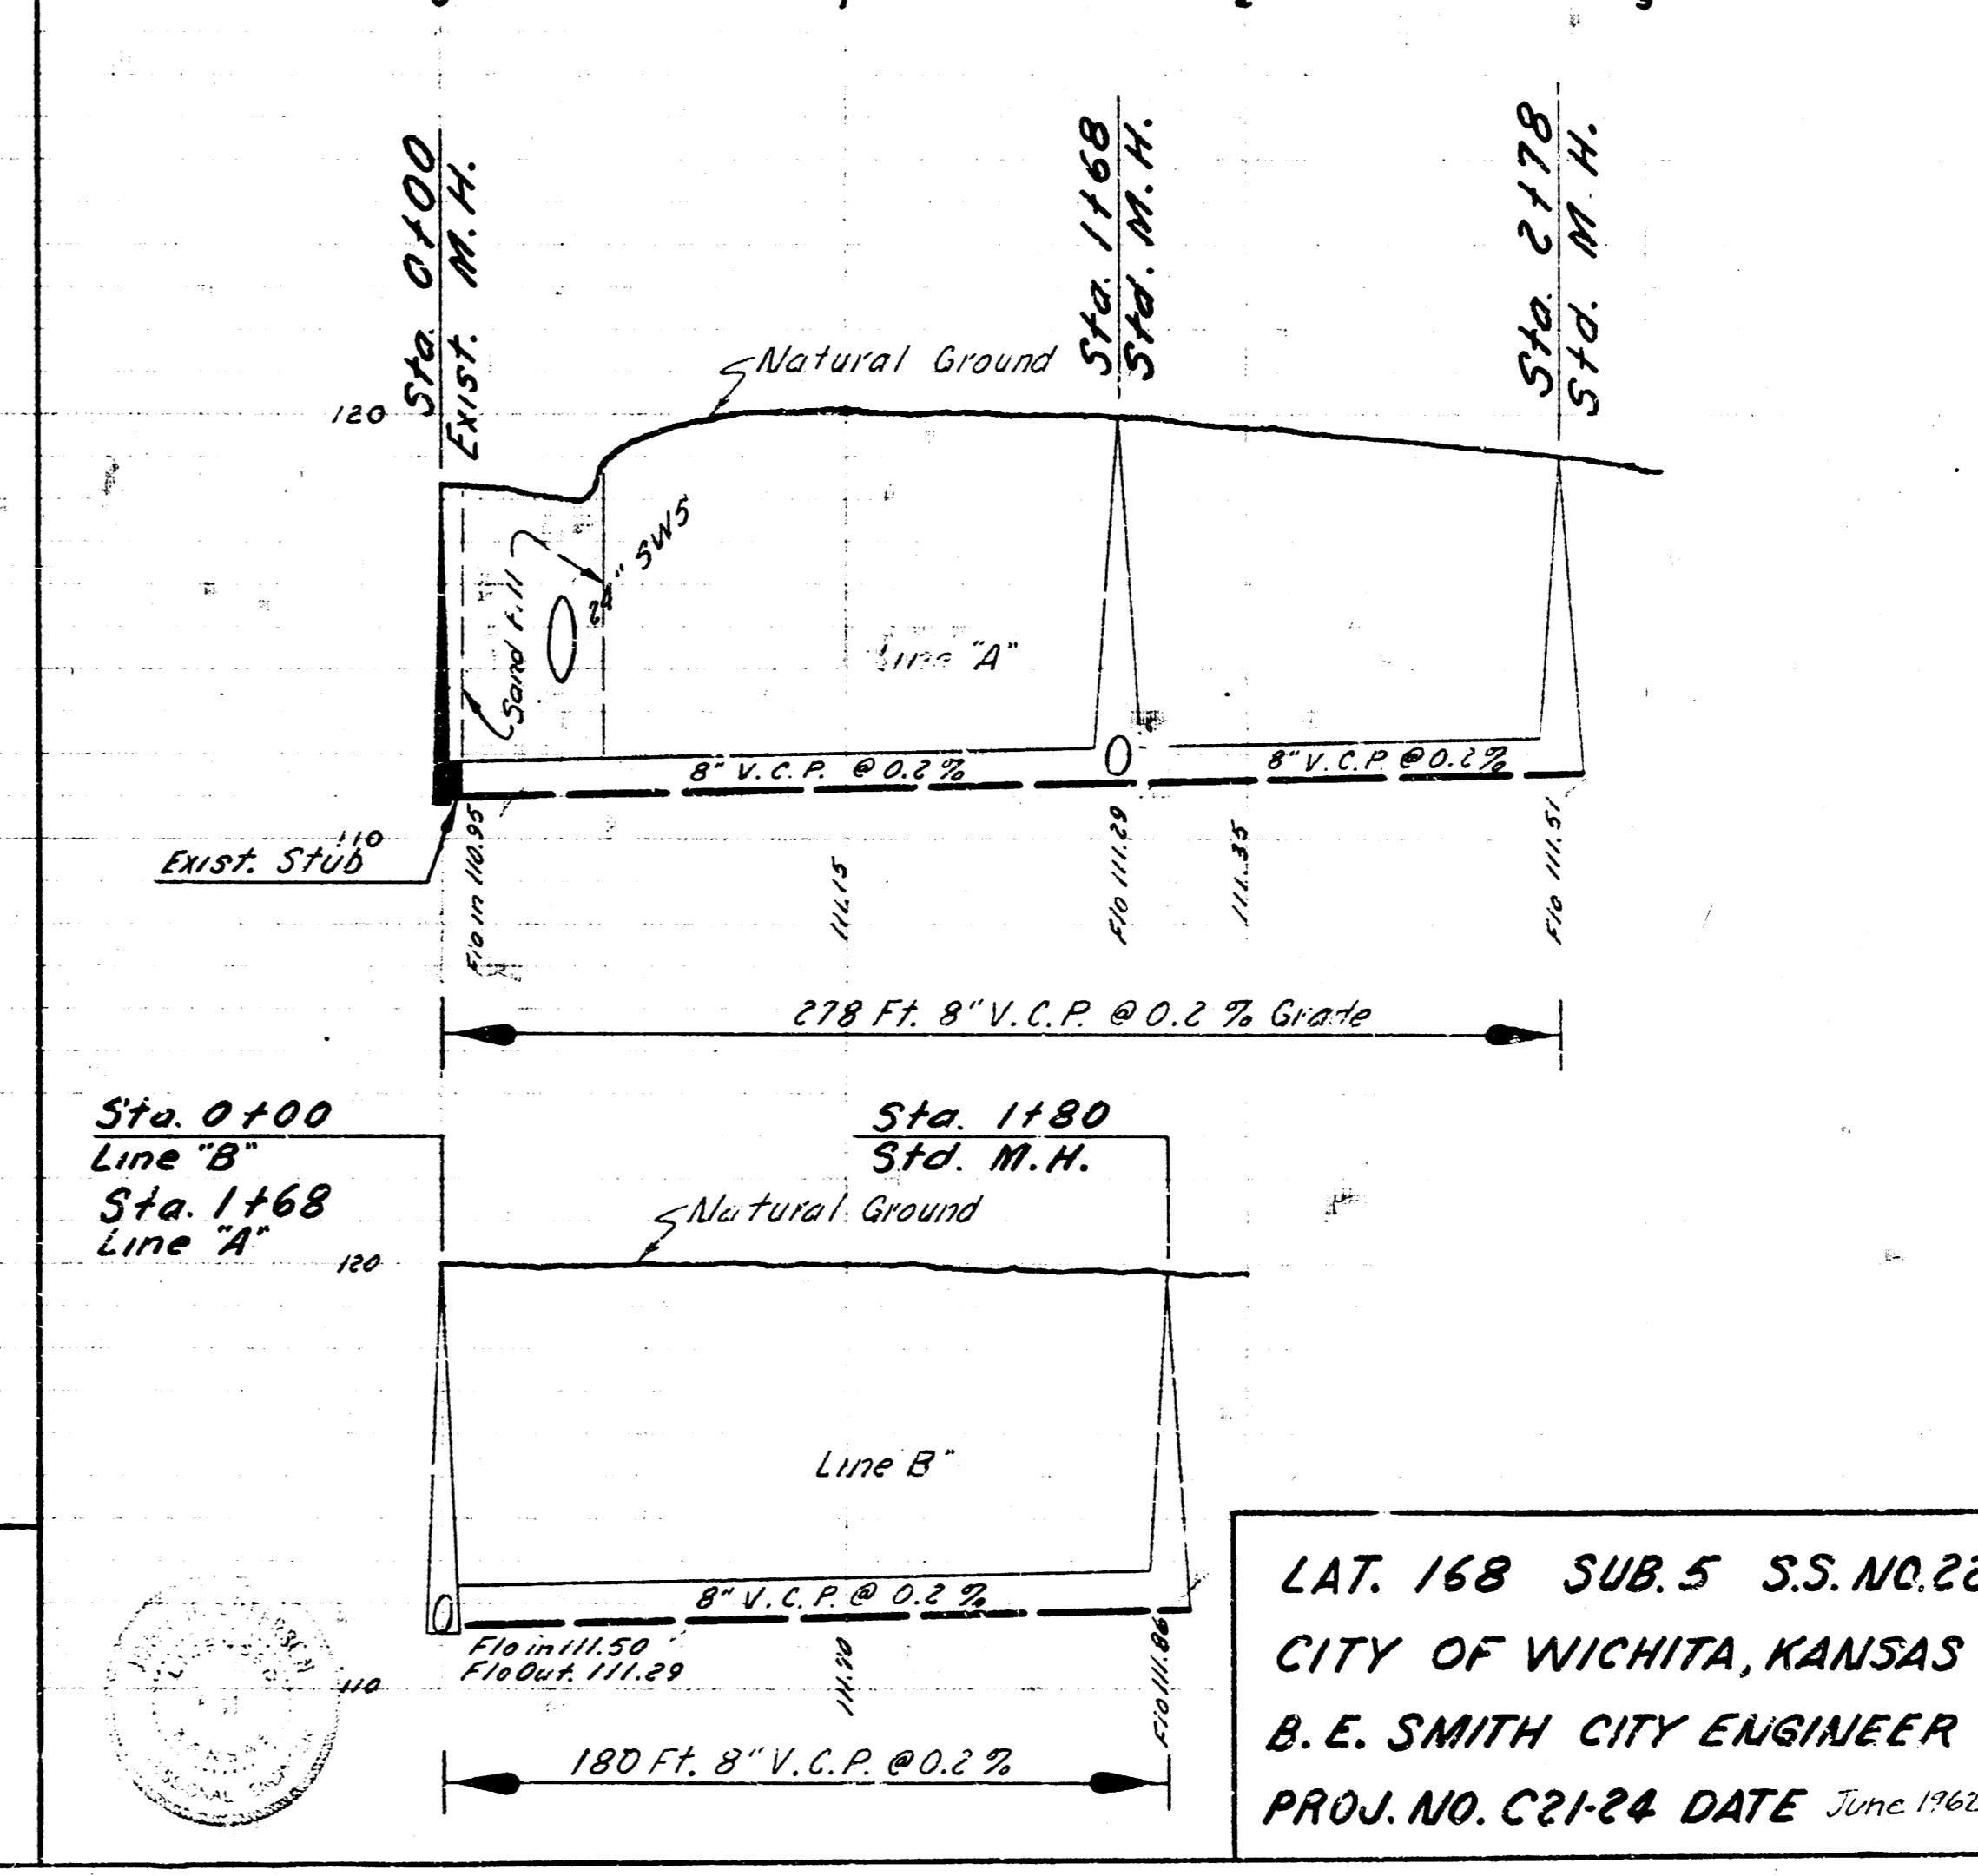 Sta. 0+00
Exist. M.H.
Sta. 1+68
Std. M.H.
Sta. 2+78
Std. M.H.
Natural Ground
120
24" SWS
Sand Fill
Line "A"
8" V.C.P. @ 0.2%
8" V.C.P. @ 0.2%
110
Exist. Stub
Flo in 110.95
111.15
Flo 111.29
111.35
Flo 111.51
278 Ft. 8" V.C.P. @ 0.2 % Grade
Sta. 0+00
Line "B"
Sta. 1+68
Line "A"
Sta. 1+80
Std. M.H.
Natural Ground
120
Line B"
8" V.C.P. @ 0.2 %
Flo in 111.50
Flo Out. 111.29
111.70
Flo 111.86
110
180 Ft. 8" V.C.P. @ 0.2 %
LAT. 168 SUB. 5 S.S. NO. 22
CITY OF WICHITA, KANSAS
B. E. SMITH CITY ENGINEER
PROJ. NO. C21-24 DATE June 1962